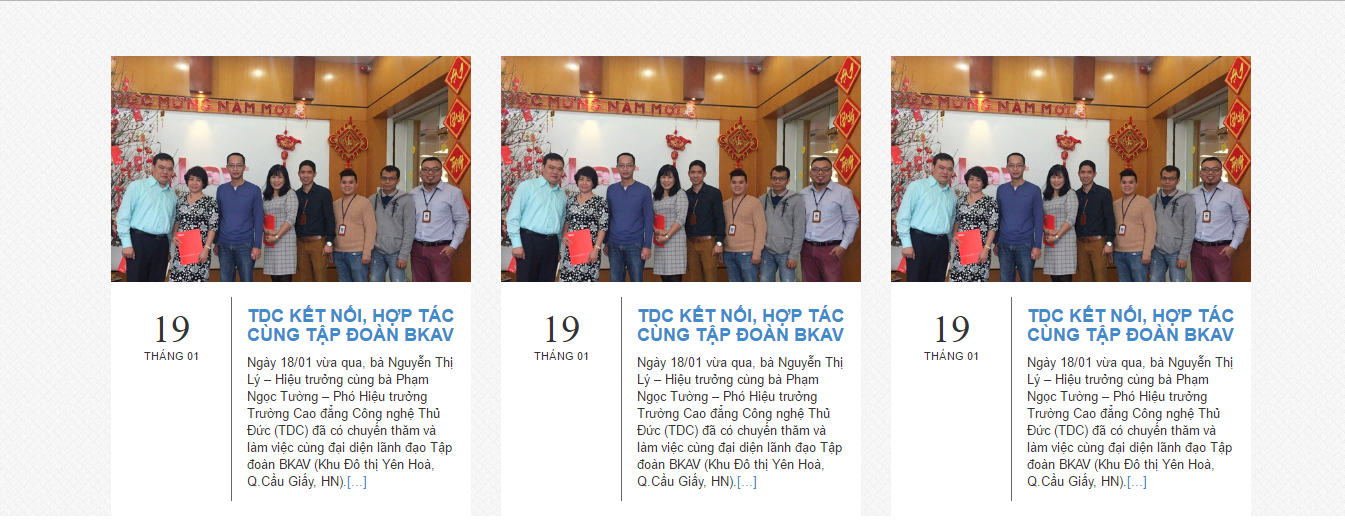 CHÚC MỪNG NĂM MỚI
19
THÁNG 01
TDC KẾT NỐI, HỢP TÁC
CÙNG TẬP ĐOÀN BKAV
Ngày 18/01 vừa qua, bà Nguyễn Thị
Lý – Hiệu trưởng cùng bà Phạm
Ngọc Tường – Phó Hiệu trưởng
Trường Cao đẳng Công nghệ Thủ
Đức (TDC) đã có chuyến thăm và
làm việc cùng đại diện lãnh đạo Tập
đoàn BKAV (Khu Đô thị Yên Hoà,
Q.Cầu Giấy, HN).[...]
CHÚC MỪNG NĂM MỚI
19
THÁNG 01
TDC KẾT NỐI, HỢP TÁC
CÙNG TẬP ĐOÀN BKAV
Ngày 18/01 vừa qua, bà Nguyễn Thị
Lý – Hiệu trưởng cùng bà Phạm
Ngọc Tường – Phó Hiệu trưởng
Trường Cao đẳng Công nghệ Thủ
Đức (TDC) đã có chuyến thăm và
làm việc cùng đại diện lãnh đạo Tập
đoàn BKAV (Khu Đô thị Yên Hoà,
Q.Cầu Giấy, HN).[...]
CHÚC MỪNG NĂM MỚI
19
THÁNG 01
TDC KẾT NỐI, HỢP TÁC
CÙNG TẬP ĐOÀN BKAV
Ngày 18/01 vừa qua, bà Nguyễn Thị
Lý – Hiệu trưởng cùng bà Phạm
Ngọc Tường – Phó Hiệu trưởng
Trường Cao đẳng Công nghệ Thủ
Đức (TDC) đã có chuyến thăm và
làm việc cùng đại diện lãnh đạo Tập
đoàn BKAV (Khu Đô thị Yên Hoà,
Q.Cầu Giấy, HN).[...]